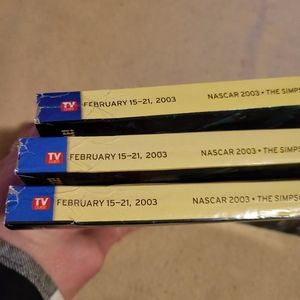 TV FEBRUARY 15-21, 2003 NASCAR 2003 • THE SIMPS
TV FEBRUARY 15-21, 2003 NASCAR 2003 • THE SIMPS
TV GUIDE FEBRUARY 15-21, 2003 NASCAR 2003 • THE SIMPS